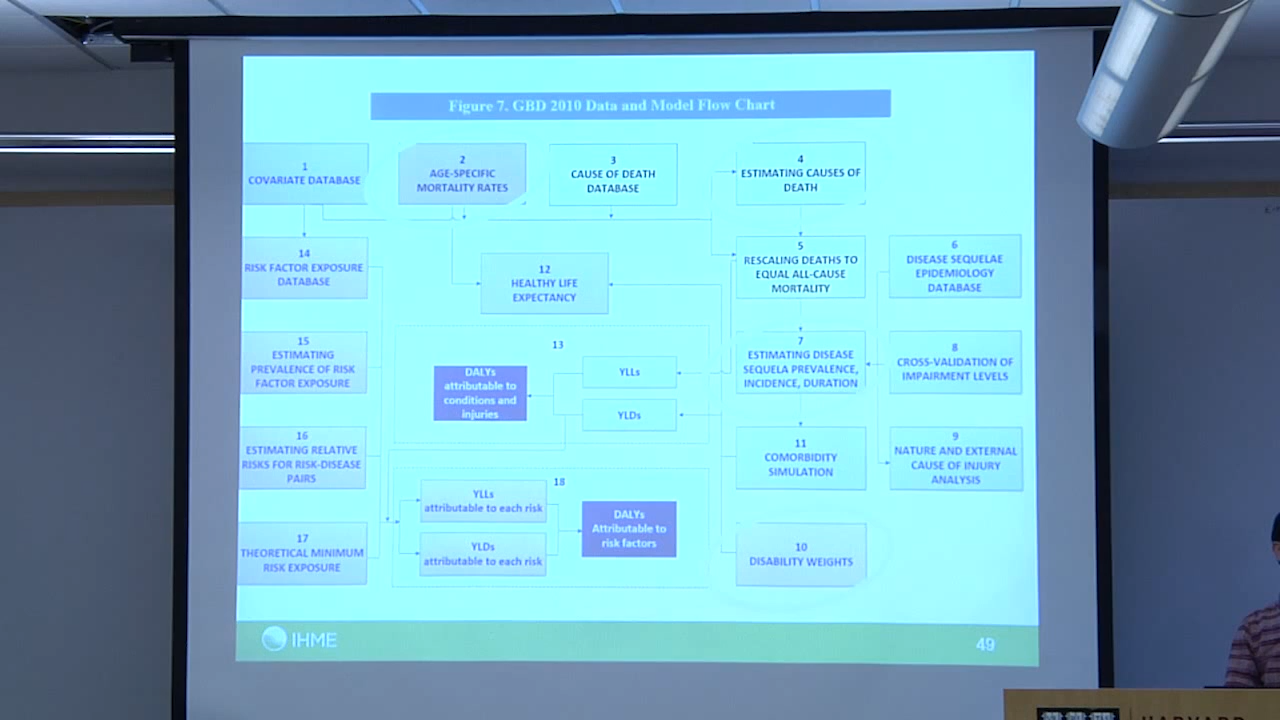 Figure 7. GBD 2010 Data and Model Flow Chart
1
COVARIATE DATABASE
2
AGE-SPECIFIC
MORTALITY RATES
3
CAUSE OF DEATH
DATABASE
4
ESTIMATING CAUSES OF
DEATH
14
RISK FACTOR EXPOSURE
DATABASE
12
HEALTHY LIFE
EXPECTANCY
5
RESCALING DEATHS TO
EQUAL ALL-CAUSE
MORTALITY
6
DISEASE SEQUELAE
EPIDEMIOLOGY
DATABASE
15
ESTIMATING
PREVALENCE OF RISK
FACTOR EXPOSURE
13
DALYs
attributable to
conditions and
injuries
YLLs
YLDs
7
ESTIMATING DISEASE
SEQUELA PREVALENCE,
INCIDENCE, DURATION
8
CROSS-VALIDATION OF
IMPAIRMENT LEVELS
16
ESTIMATING RELATIVE
RISKS FOR RISK-DISEASE
PAIRS
11
COMORBIDITY
SIMULATION
9
NATURE AND EXTERNAL
CAUSE OF INJURY
ANALYSIS
18
YLLs
attributable to each risk
YLDs
attributable to each risk
DALYs
Attributable to
risk factors
17
THEORETICAL MINIMUM
RISK EXPOSURE
10
DISABILITY WEIGHTS
IHME
49
HARVARD